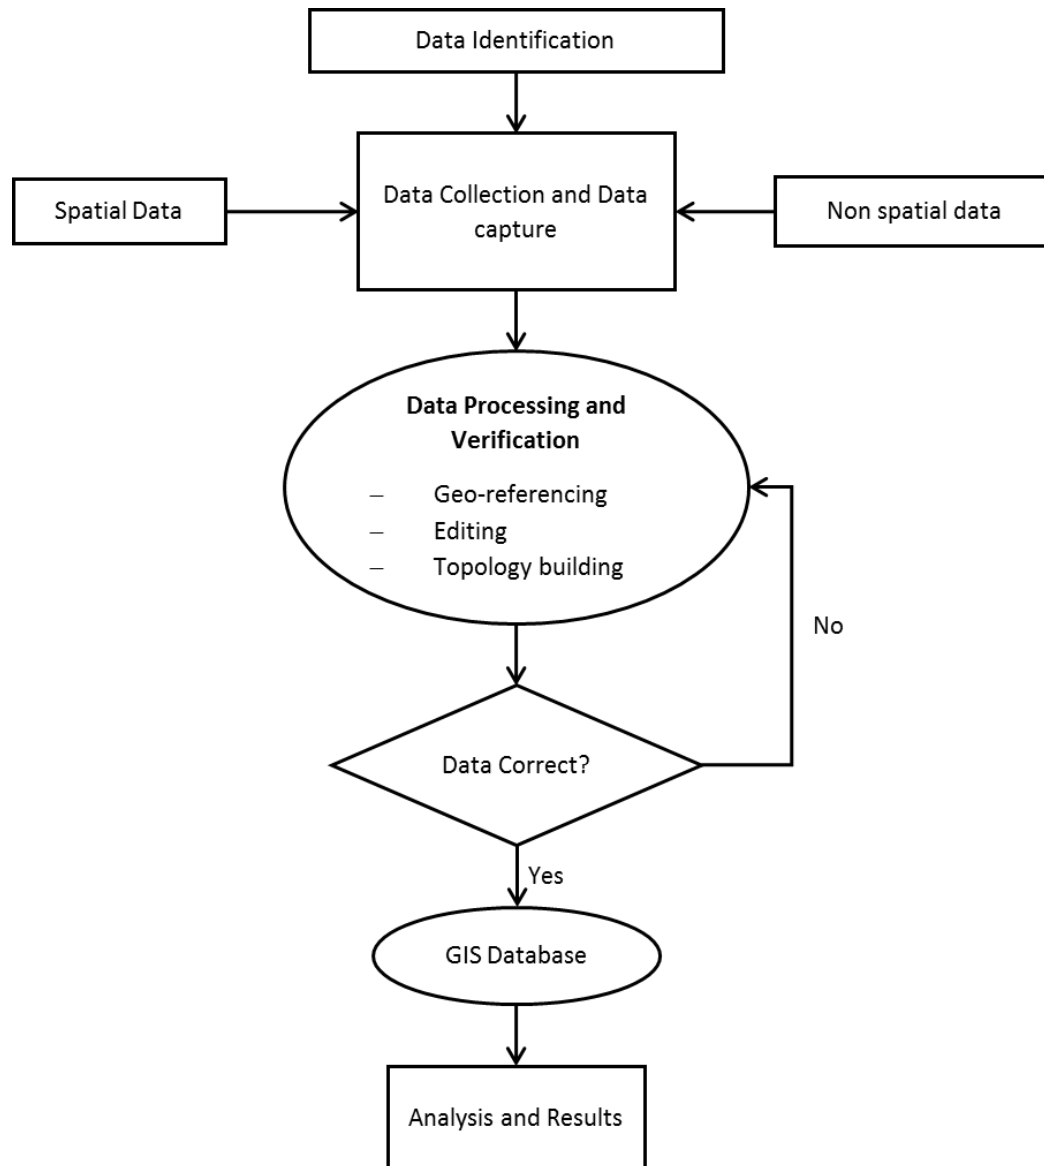 Data Identification
Spatial Data
Data Collection and Data
capture
Non spatial data
Data Processing and
Verification
– Geo-referencing
– Editing
– Topology building
No
Data Correct?
Yes
GIS Database
Analysis and Results